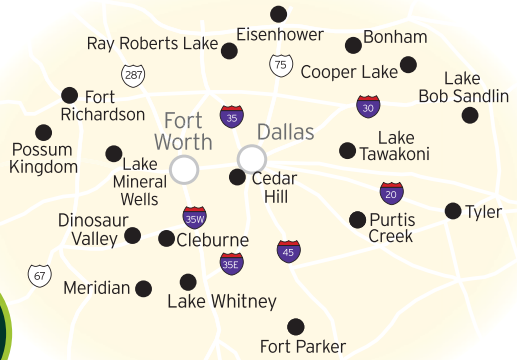 Eisenhower
Ray Roberts Lake
Bonham
75
Cooper Lake
287
Lake
Bob Sandlin
Fort
Richardson
30
35
Fort
Worth
Dallas
Possum
Kingdom
Lake
Mineral
Wells
Lake
Tawakoni
Cedar
Hill
20
35W
Dinosaur
Valley
Cleburne
Purtis
Creek
Tyler
45
35E
67
Meridian
Lake Whitney
Fort Parker